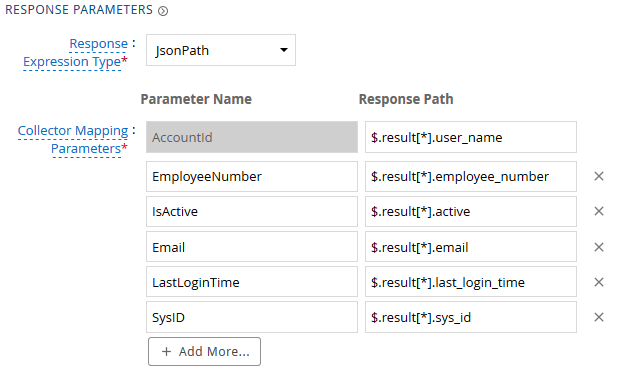 RESPONSE PARAMETERS
Response :
Expression Type*
JsonPath
Parameter Name Response Path
Collector Mapping :
Parameters*
AccountId $.result[*].user_name
EmployeeNumber $.result[*].employee_number
IsActive $.result[*].active
Email $.result[*].email
LastLoginTime $.result[*].last_login_time
SysID $.result[*].sys_id
+ Add More...